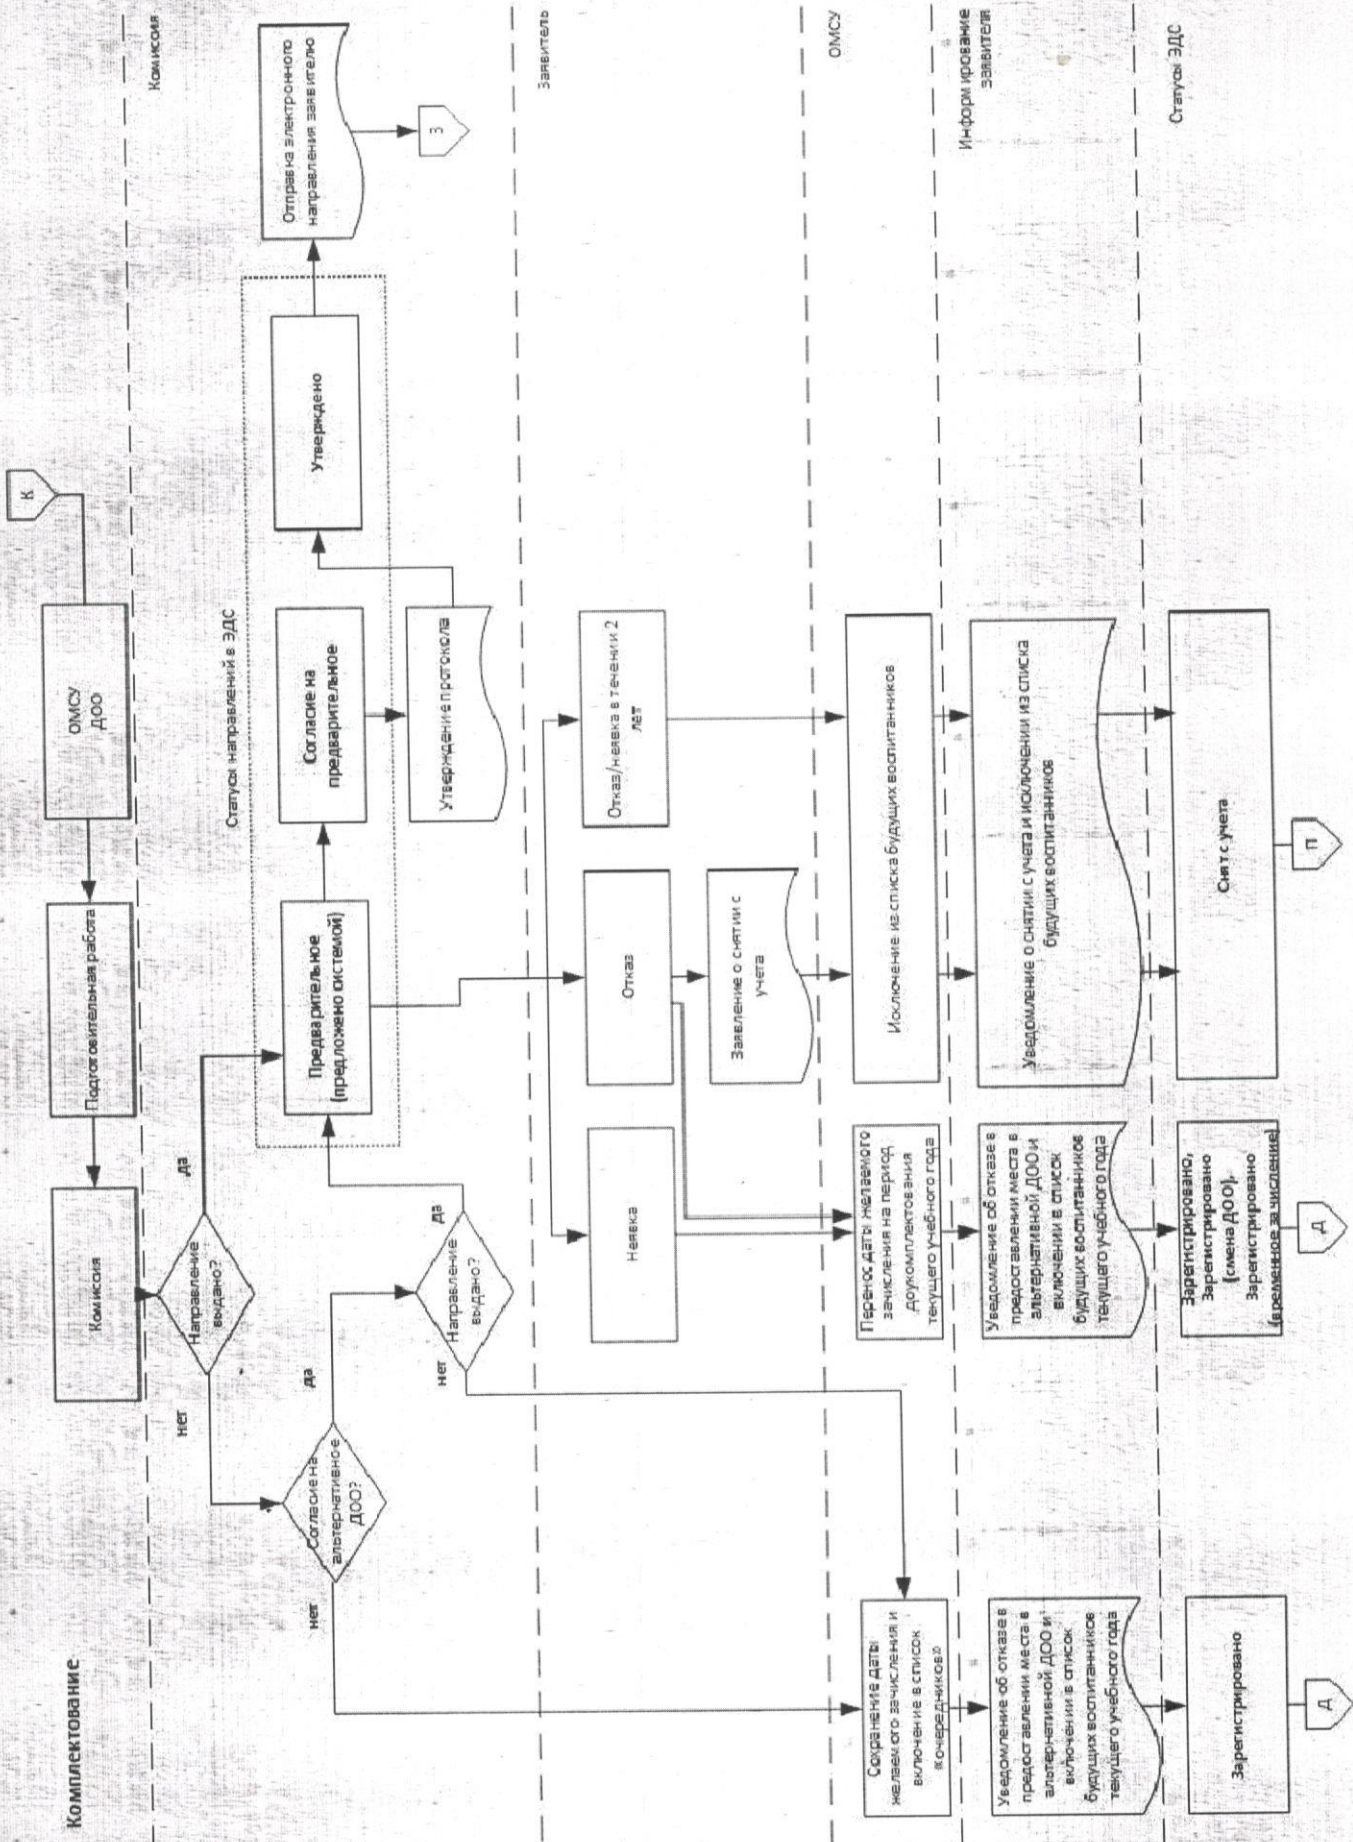 Комплектование
К
ОМСУ
ДОО
Подготовительная работа
Комиссия
Комиссия
Направление
выдано?
да
нет
Согласие на
альтернативное
ДОО?
да
нет
Направление
выдано?
да
нет
Статусы направлений в ЭДС
Предварительное
(предложено системой)
Согласие на
предварительное
Утверждение протокола
Утверждено
Отправка электронного
направления заявителю
З
Заявитель
Неявка
Отказ
Заявление о снятии с
учета
Отказ/неявка в течении 2
лет
ОМСУ
Сохранение даты
желаемого зачисления и
включение в список
«очередников»
Перенос даты желаемого
зачисления на период
доукомплектования
текущего учебного года
Исключение из списка будущих воспитанников
Информирование
заявителя
Уведомление об отказе в
предоставлении места в
альтернативной ДОО и
включении в список
будущих воспитанников
текущего учебного года
Уведомление об отказе в
предоставлении места в
альтернативной ДОО и
включении в список
будущих воспитанников
текущего учебного года
Уведомление о снятии с учета и исключении из списка
будущих воспитанников
Статусы ЭДС
Зарегистрировано
Д
Зарегистрировано,
Зарегистрировано
(смена ДОО),
Зарегистрировано
(временное зачисление)
Д
Снят с учета
П